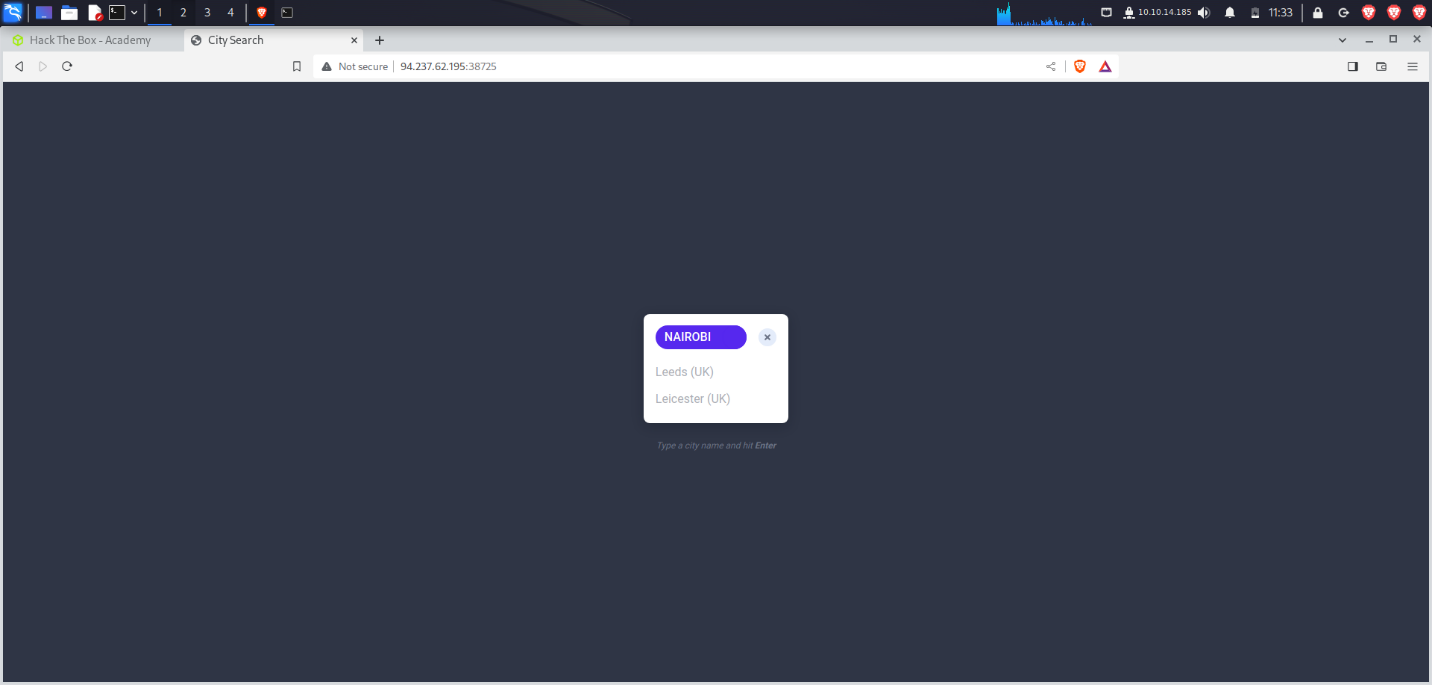 1 2 3 4 10.10.14.185 11:33
Hack The Box - Academy City Search
Not secure 94.237.62.195:38725
NAIROBI
Leeds (UK)
Leicester (UK)
Type a city name and hit Enter